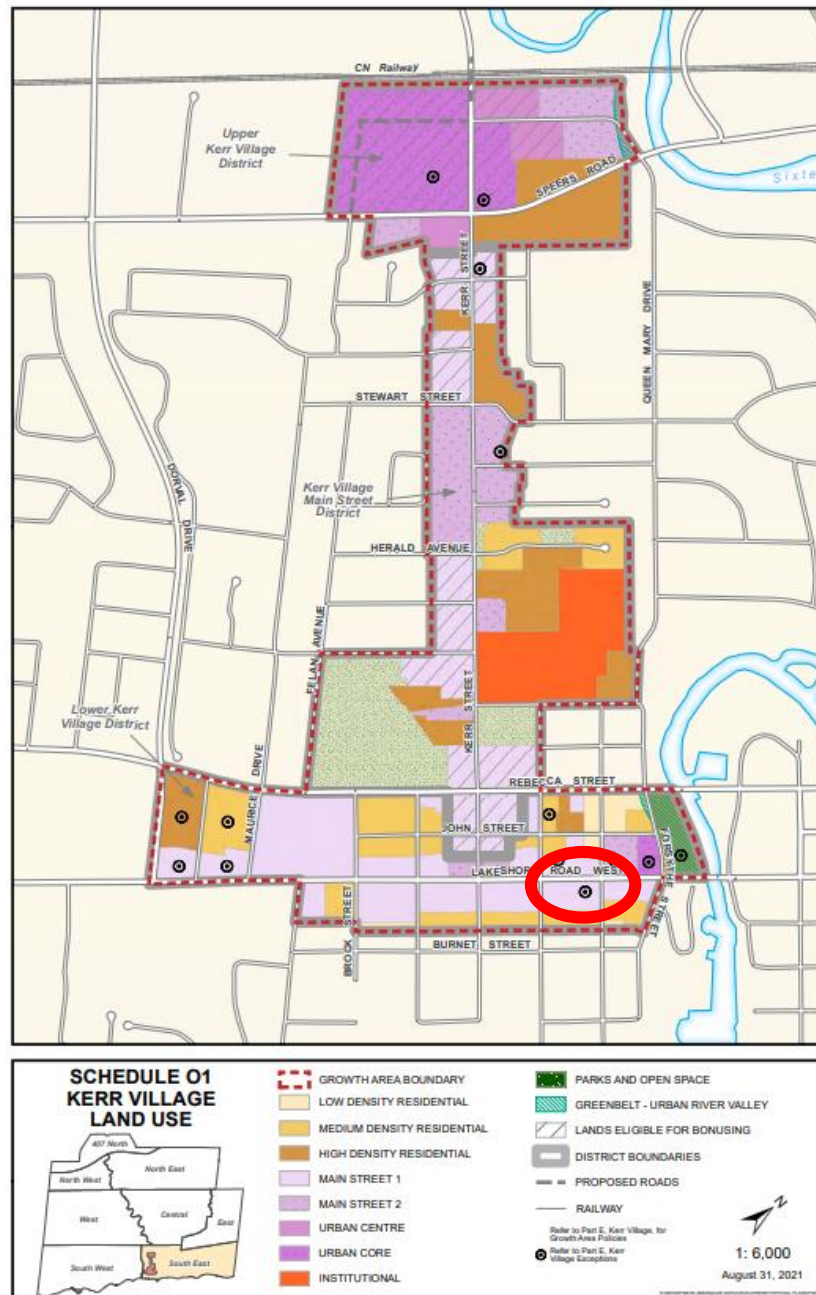 CN Railway
Upper
Kerr Village
District
SPEERS ROAD
Sixte
KERR STREET
QUEEN MARY DRIVE
STEWART STREET
DORVAL DRIVE
Kerr Village
Main Street
District
HERALD AVENUE
FELAN AVENUE
Lower Kerr
Village District
KERR STREET
MAURICE DRIVE
REBECCA STREET
JOHN STREET
FORSYTHE STREET
LAKESHORE ROAD WEST
BROCK STREET
BURNET STREET
SCHEDULE O1
KERR VILLAGE
LAND USE
407 North
North West
North East
West
Central
East
South West
South East
GROWTH AREA BOUNDARY
LOW DENSITY RESIDENTIAL
MEDIUM DENSITY RESIDENTIAL
HIGH DENSITY RESIDENTIAL
MAIN STREET 1
MAIN STREET 2
URBAN CENTRE
URBAN CORE
INSTITUTIONAL
PARKS AND OPEN SPACE
GREENBELT - URBAN RIVER VALLEY
LANDS ELIGIBLE FOR BONUSING
DISTRICT BOUNDARIES
PROPOSED ROADS
RAILWAY
Refer to Part E, Kerr Village, for
Growth Area Policies
Refer to Part E, Kerr
Village Exceptions
N
1: 6,000
August 31, 2021